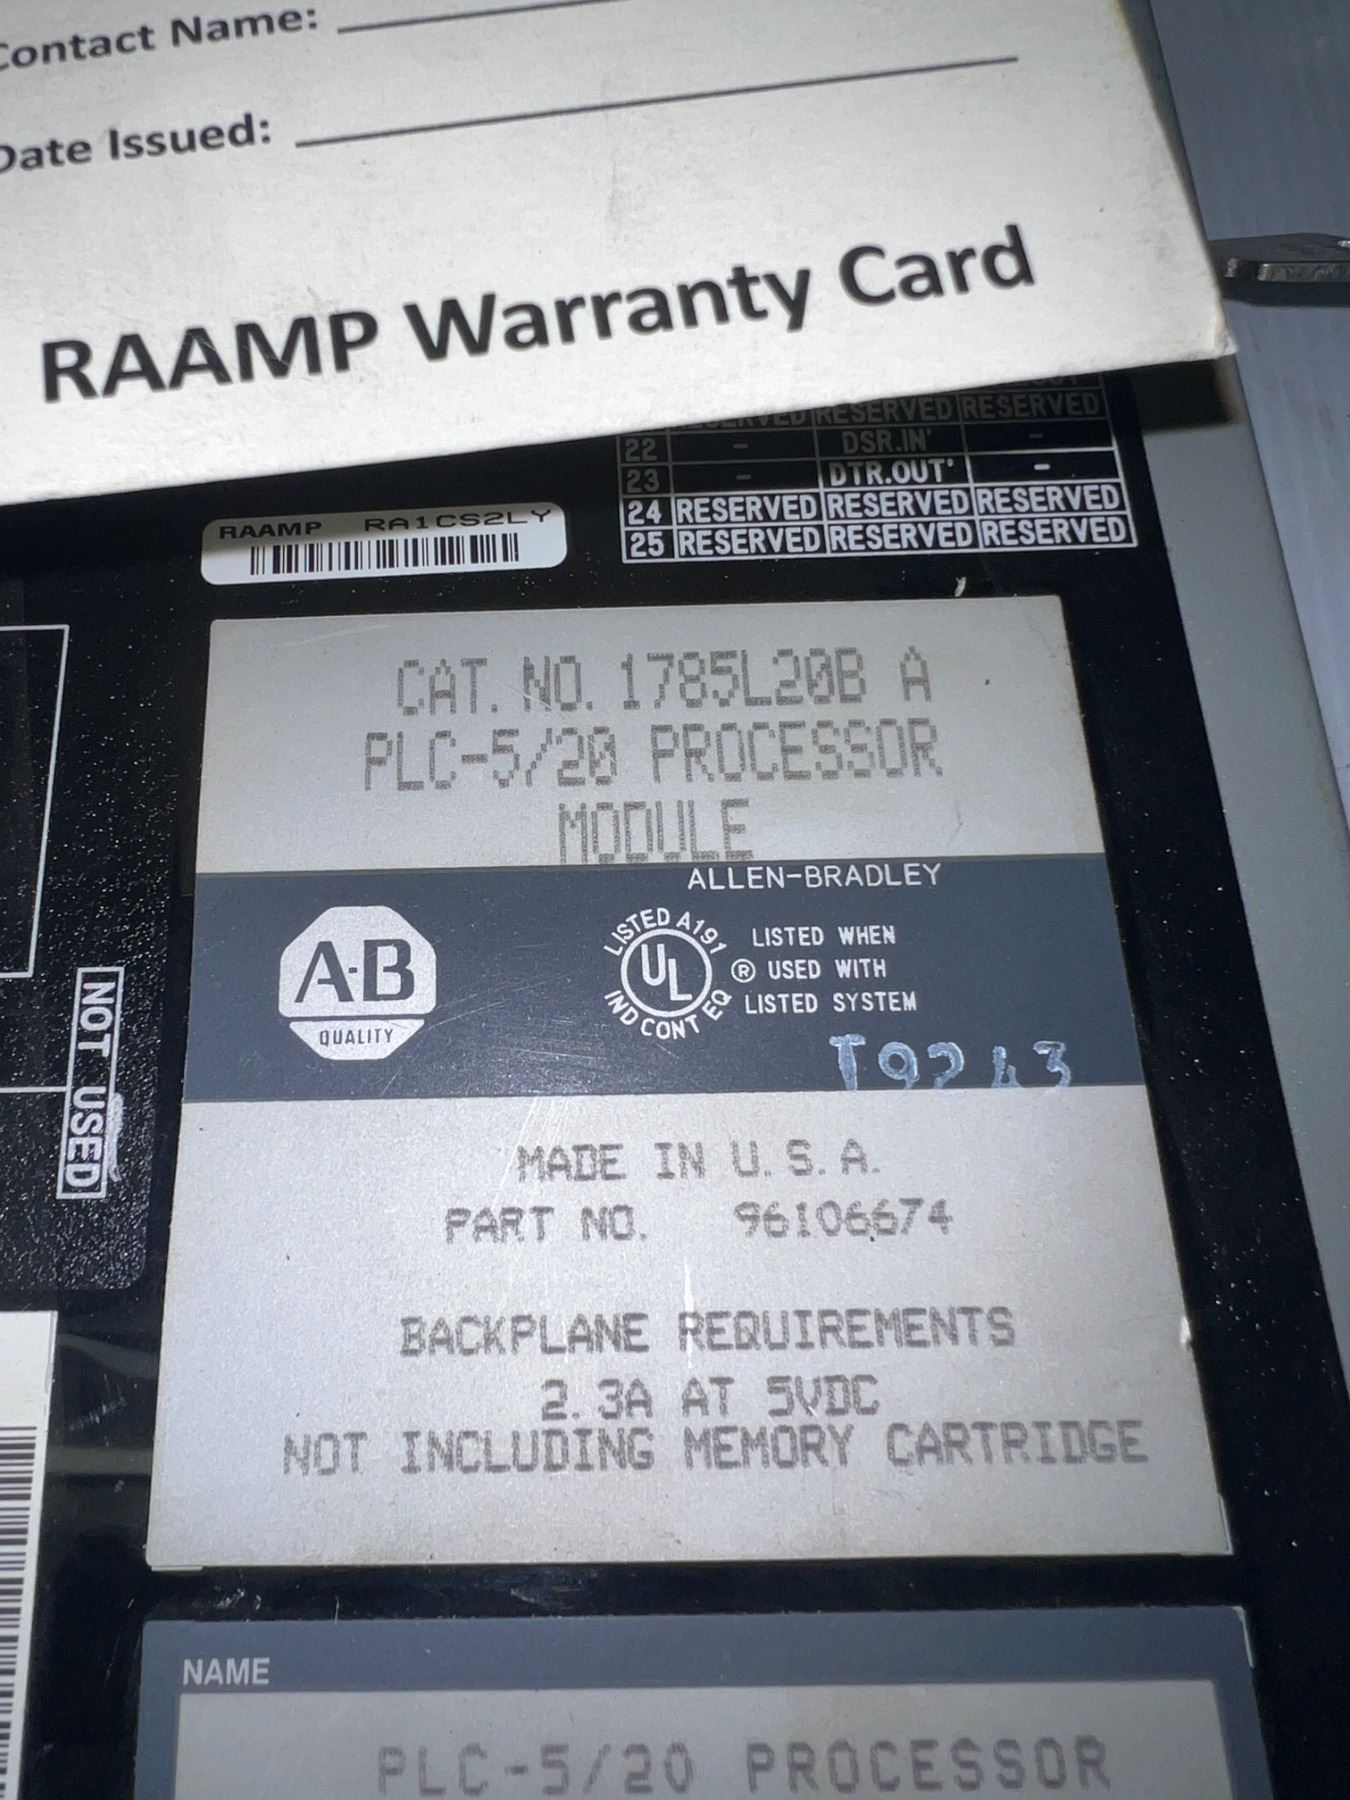 Contact Name:
Date Issued:
RAAMP Warranty Card
RESERVED RESERVED
22 - DSR.IN' -
23 - DTR.OUT' -
24 RESERVED RESERVED RESERVED
25 RESERVED RESERVED RESERVED
RAAMP RA1CS2LY
CAT. NO. 1785L20B A
PLC-5/20 PROCESSOR
MODULE
ALLEN-BRADLEY
A-B
QUALITY
LISTED A191
UL
IND CONT EQ
®
LISTED WHEN
USED WITH
LISTED SYSTEM
NOT USED
MADE IN U.S.A.
PART NO. 96106674
BACKPLANE REQUIREMENTS
2.3A AT 5VDC
NOT INCLUDING MEMORY CARTRIDGE
NAME
PLC-5/20 PROCESSOR